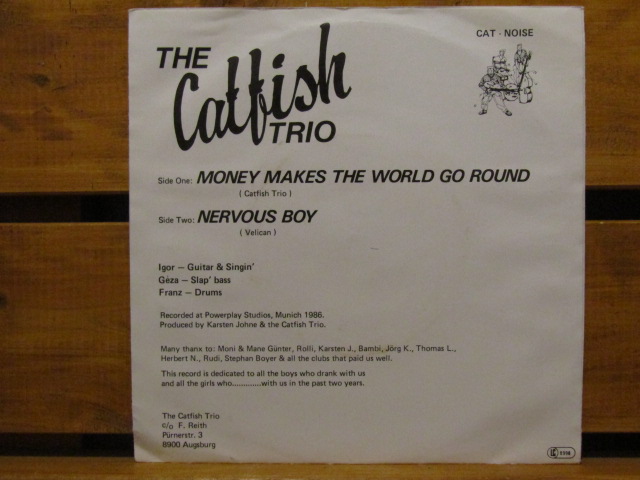 CAT - NOISE
THE
Catfish
TRIO
Side One: MONEY MAKES THE WORLD GO ROUND
( Catfish Trio )
Side Two: NERVOUS BOY
( Velican )
Igor – Guitar & Singin'
Géza – Slap' bass
Franz – Drums
Recorded at Powerplay Studios, Munich 1986.
Produced by Karsten Johne & the Catfish Trio.
Many thanx to: Moni & Mane Günter, Rolli, Karsten J., Bambi, Jörg K., Thomas L.,
Herbert N., Rudi, Stephan Boyer & all the clubs that paid us well.
This record is dedicated to all the boys who drank with us
and all the girls who.............with us in the past two years.
The Catfish Trio
c/o F. Reith
Pürnerstr. 3
8900 Augsburg